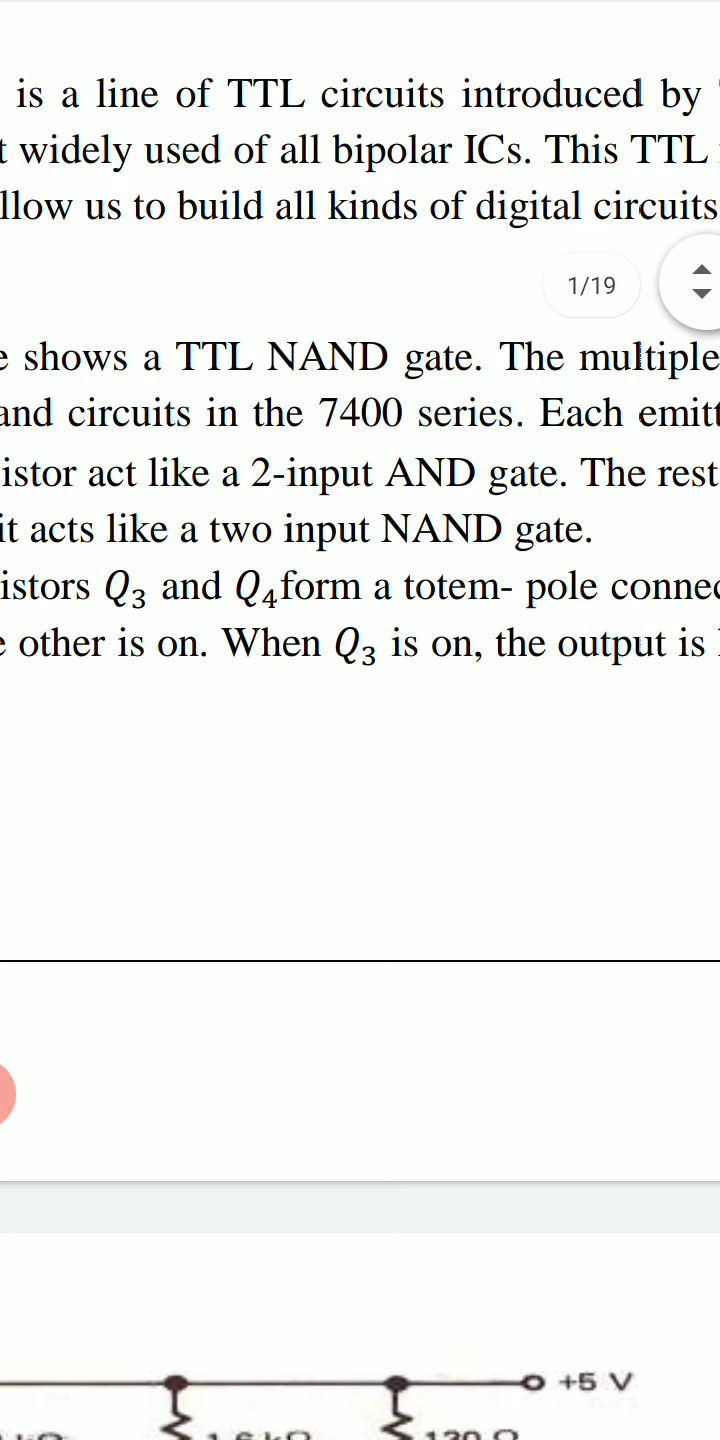 is a line of TTL circuits introduced by
t widely used of all bipolar ICs. This TTL
llow us to build all kinds of digital circuits
1/19
e shows a TTL NAND gate. The multiple
and circuits in the 7400 series. Each emitt
istor act like a 2-input AND gate. The rest
it acts like a two input NAND gate.
istors Q₃ and Q₄form a totem- pole connec
e other is on. When Q₃ is on, the output is
+5 V